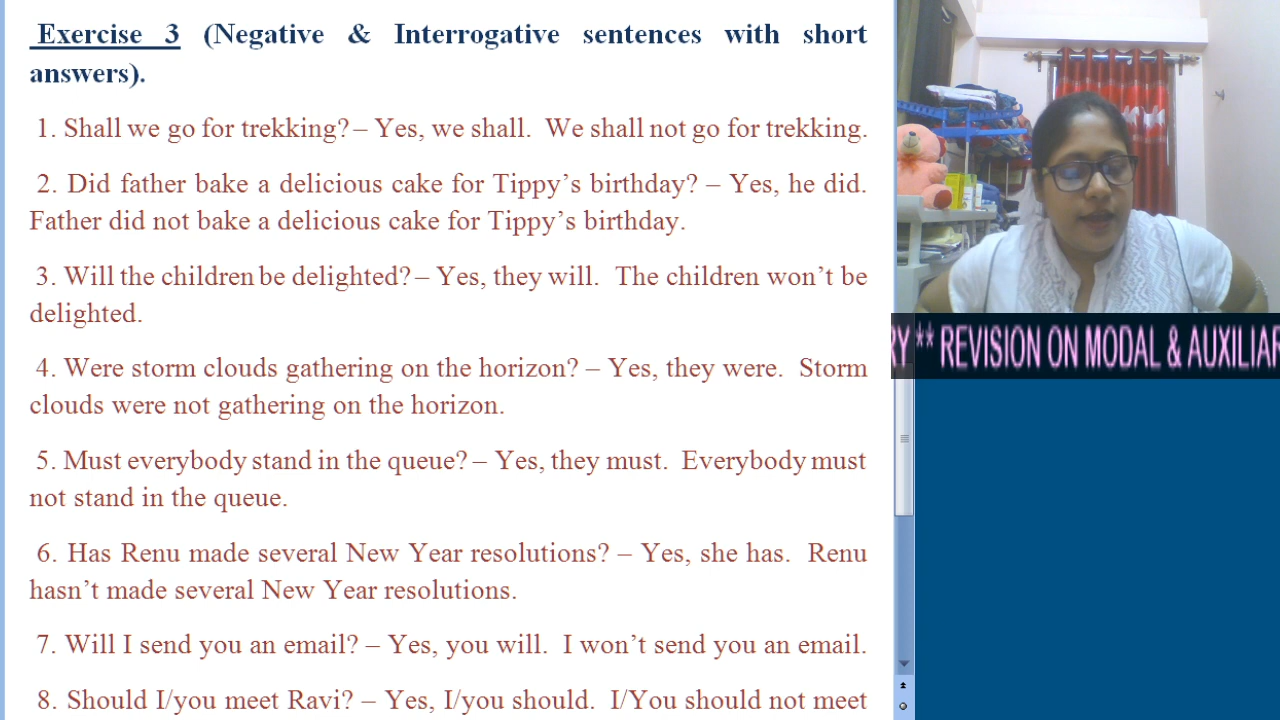 Exercise 3 (Negative & Interrogative sentences with short
answers).
1. Shall we go for trekking? – Yes, we shall. We shall not go for trekking.
2. Did father bake a delicious cake for Tippy’s birthday? – Yes, he did.
Father did not bake a delicious cake for Tippy’s birthday.
3. Will the children be delighted? – Yes, they will. The children won’t be
delighted.
4. Were storm clouds gathering on the horizon? – Yes, they were. Storm
clouds were not gathering on the horizon.
5. Must everybody stand in the queue? – Yes, they must. Everybody must
not stand in the queue.
6. Has Renu made several New Year resolutions? – Yes, she has. Renu
hasn’t made several New Year resolutions.
7. Will I send you an email? – Yes, you will. I won’t send you an email.
8. Should I/you meet Ravi? – Yes, I/you should. I/You should not meet
RY ** REVISION ON MODAL & AUXILIAR